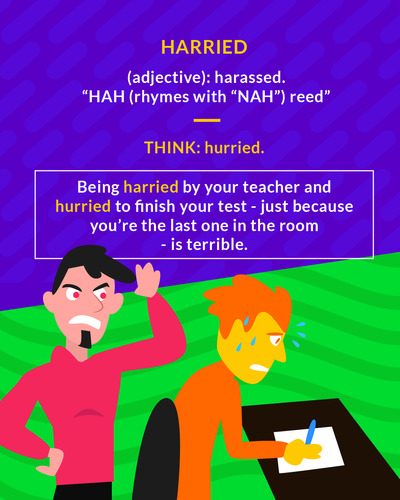 HARRIED
(adjective): harassed.
“HAH (rhymes with “NAH”) reed”
THINK: hurried.
Being harried by your teacher and
hurried to finish your test - just because
you’re the last one in the room
- is terrible.